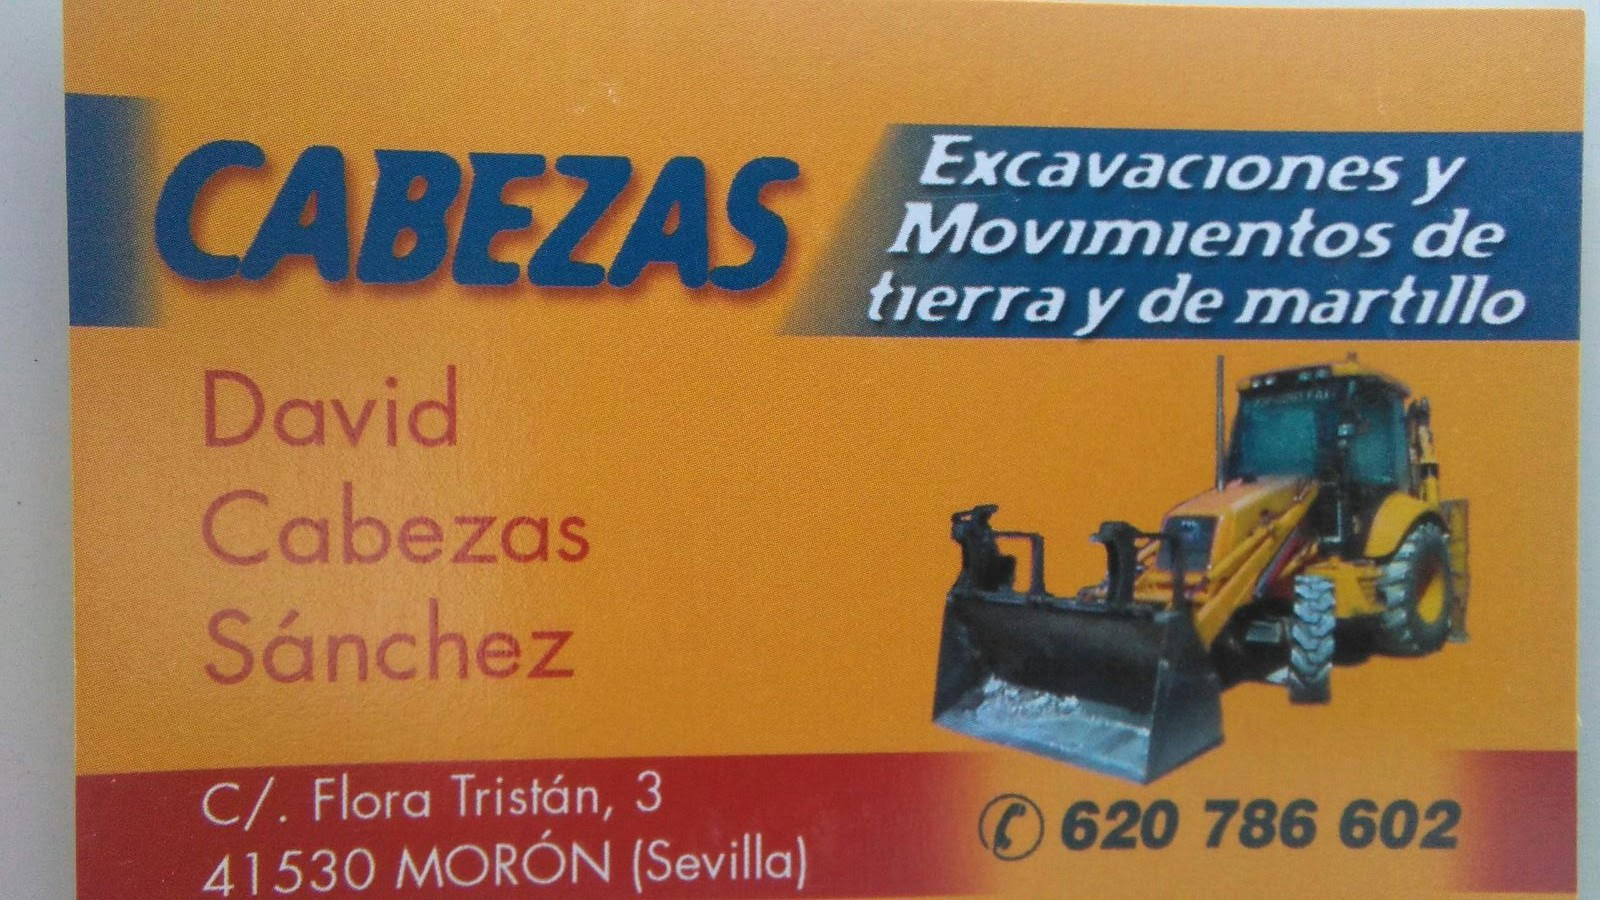 CABEZAS
Excavaciones y
Movimientos de
tierra y de martillo
David
Cabezas
Sánchez
C/. Flora Tristán, 3
41530 MORÓN (Sevilla)
620 786 602